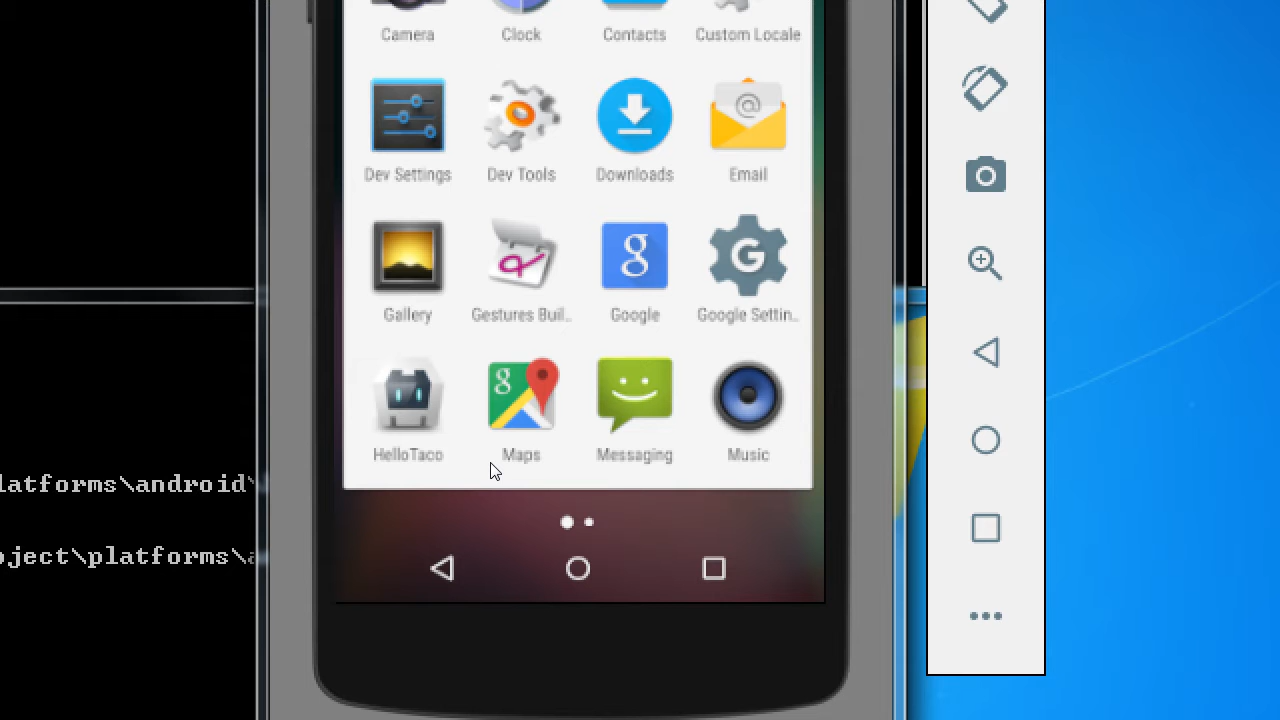 Camera Clock Contacts Custom Locale
Dev Settings Dev Tools Downloads Email
Gallery Gestures Buil.. Google Google Settin..
HelloTaco Maps Messaging Music
latforms\android\
oject\platforms\a